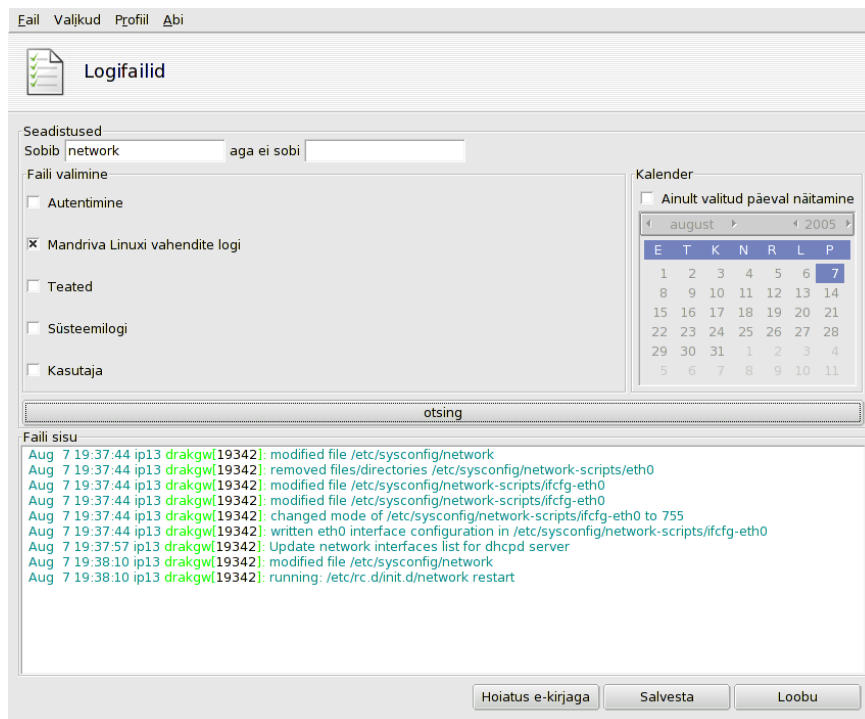 Fail Valikud Profiil Abi
Logifailid
Seadistused
Sobib network aga ei sobi
Faili valimine
Autentimine
Mandriva Linuxi vahendite logi
Teated
Süsteemilogi
Kasutaja
Kalender
Ainult valitud päeval näitamine
august 2005
E T K N R L P
1 2 3 4 5 6 7
8 9 10 11 12 13 14
15 16 17 18 19 20 21
22 23 24 25 26 27 28
29 30 31 1 2 3 4
5 6 7 8 9 10 11
otsing
Faili sisu
Aug 7 19:37:44 ip13 drakgw[19342]: modified file /etc/sysconfig/network
Aug 7 19:37:44 ip13 drakgw[19342]: removed files/directories /etc/sysconfig/network-scripts/eth0
Aug 7 19:37:44 ip13 drakgw[19342]: modified file /etc/sysconfig/network-scripts/ifcfg-eth0
Aug 7 19:37:44 ip13 drakgw[19342]: modified file /etc/sysconfig/network-scripts/ifcfg-eth0
Aug 7 19:37:44 ip13 drakgw[19342]: changed mode of /etc/sysconfig/network-scripts/ifcfg-eth0 to 755
Aug 7 19:37:44 ip13 drakgw[19342]: written eth0 interface configuration in /etc/sysconfig/network-scripts/ifcfg-eth0
Aug 7 19:37:57 ip13 drakgw[19342]: Update network interfaces list for dhcpd server
Aug 7 19:38:10 ip13 drakgw[19342]: modified file /etc/sysconfig/network
Aug 7 19:38:10 ip13 drakgw[19342]: running: /etc/rc.d/init.d/network restart
Hoiatus e-kirjaga Salvesta Loobu